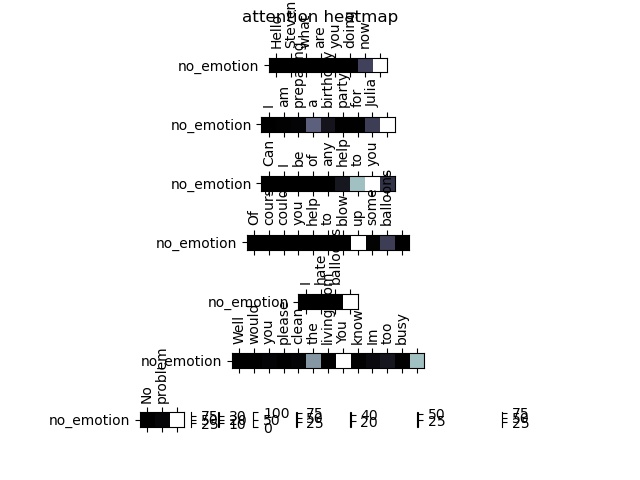 attention heatmap
Hello Steven what are you doing now
no_emotion
I am preparing a birthday party for Julia
no_emotion
Can I be of any help to you
no_emotion
Of course could you help to blow up some balloons
no_emotion
I hate balloons
no_emotion
Well would you please clean the living You know Im too busy
no_emotion
No problem
no_emotion
75 50 25
30 20 10
100 50 0
75 50 25
40 20
50 25
75 50 25